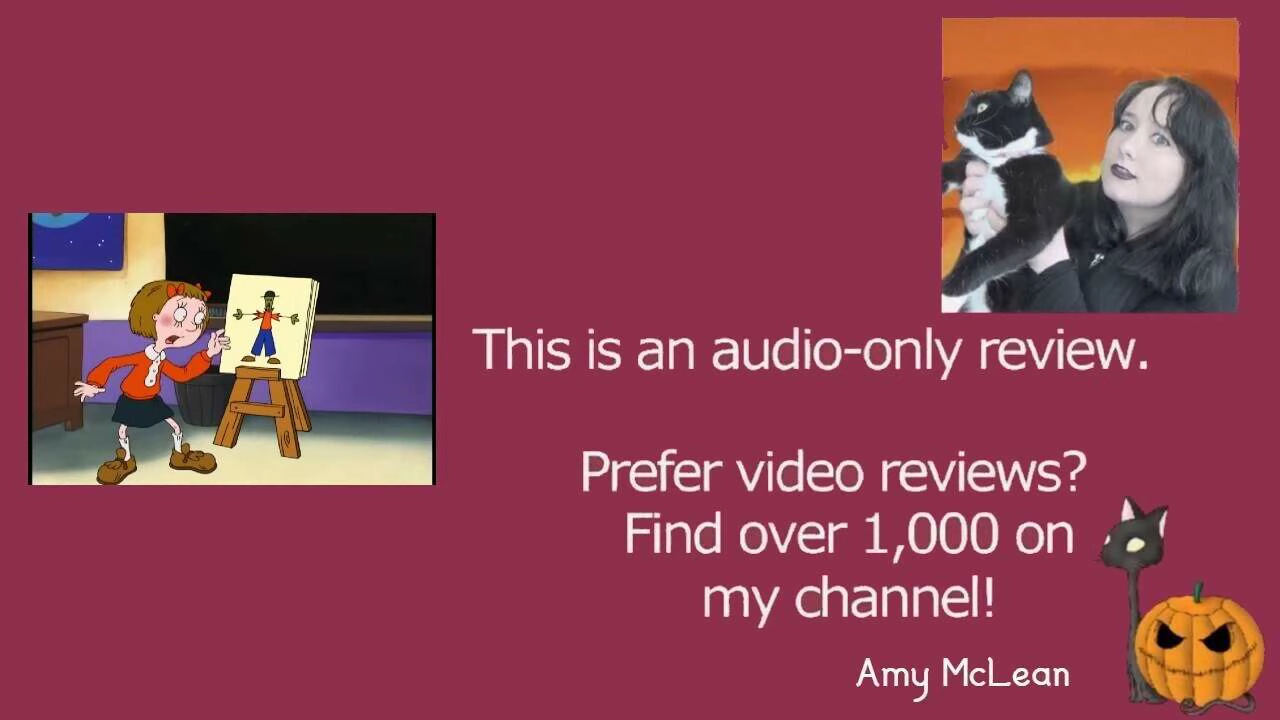 This is an audio-only review.
Prefer video reviews?
Find over 1,000 on
my channel!
Amy McLean